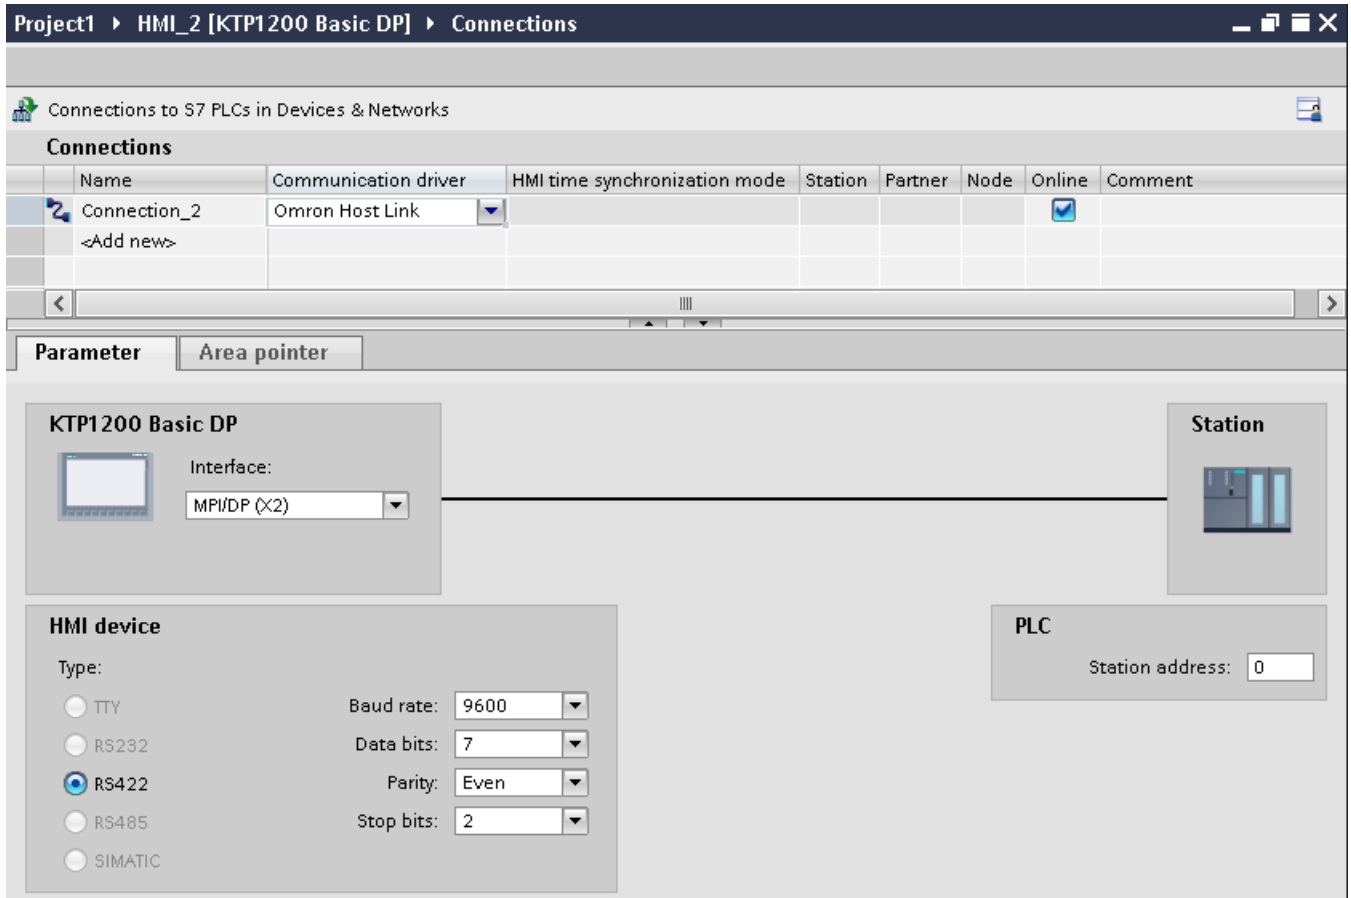 Project1 ▸ HMI_2 [KTP1200 Basic DP] ▸ Connections
Connections to S7 PLCs in Devices & Networks
Connections
Name Communication driver HMI time synchronization mode Station Partner Node Online Comment
Connection_2 Omron Host Link
<Add new>
Parameter Area pointer
KTP1200 Basic DP Station
Interface:
MPI/DP (X2)
HMI device PLC
Type: Station address: 0
TTY Baud rate: 9600
RS232 Data bits: 7
RS422 Parity: Even
RS485 Stop bits: 2
SIMATIC